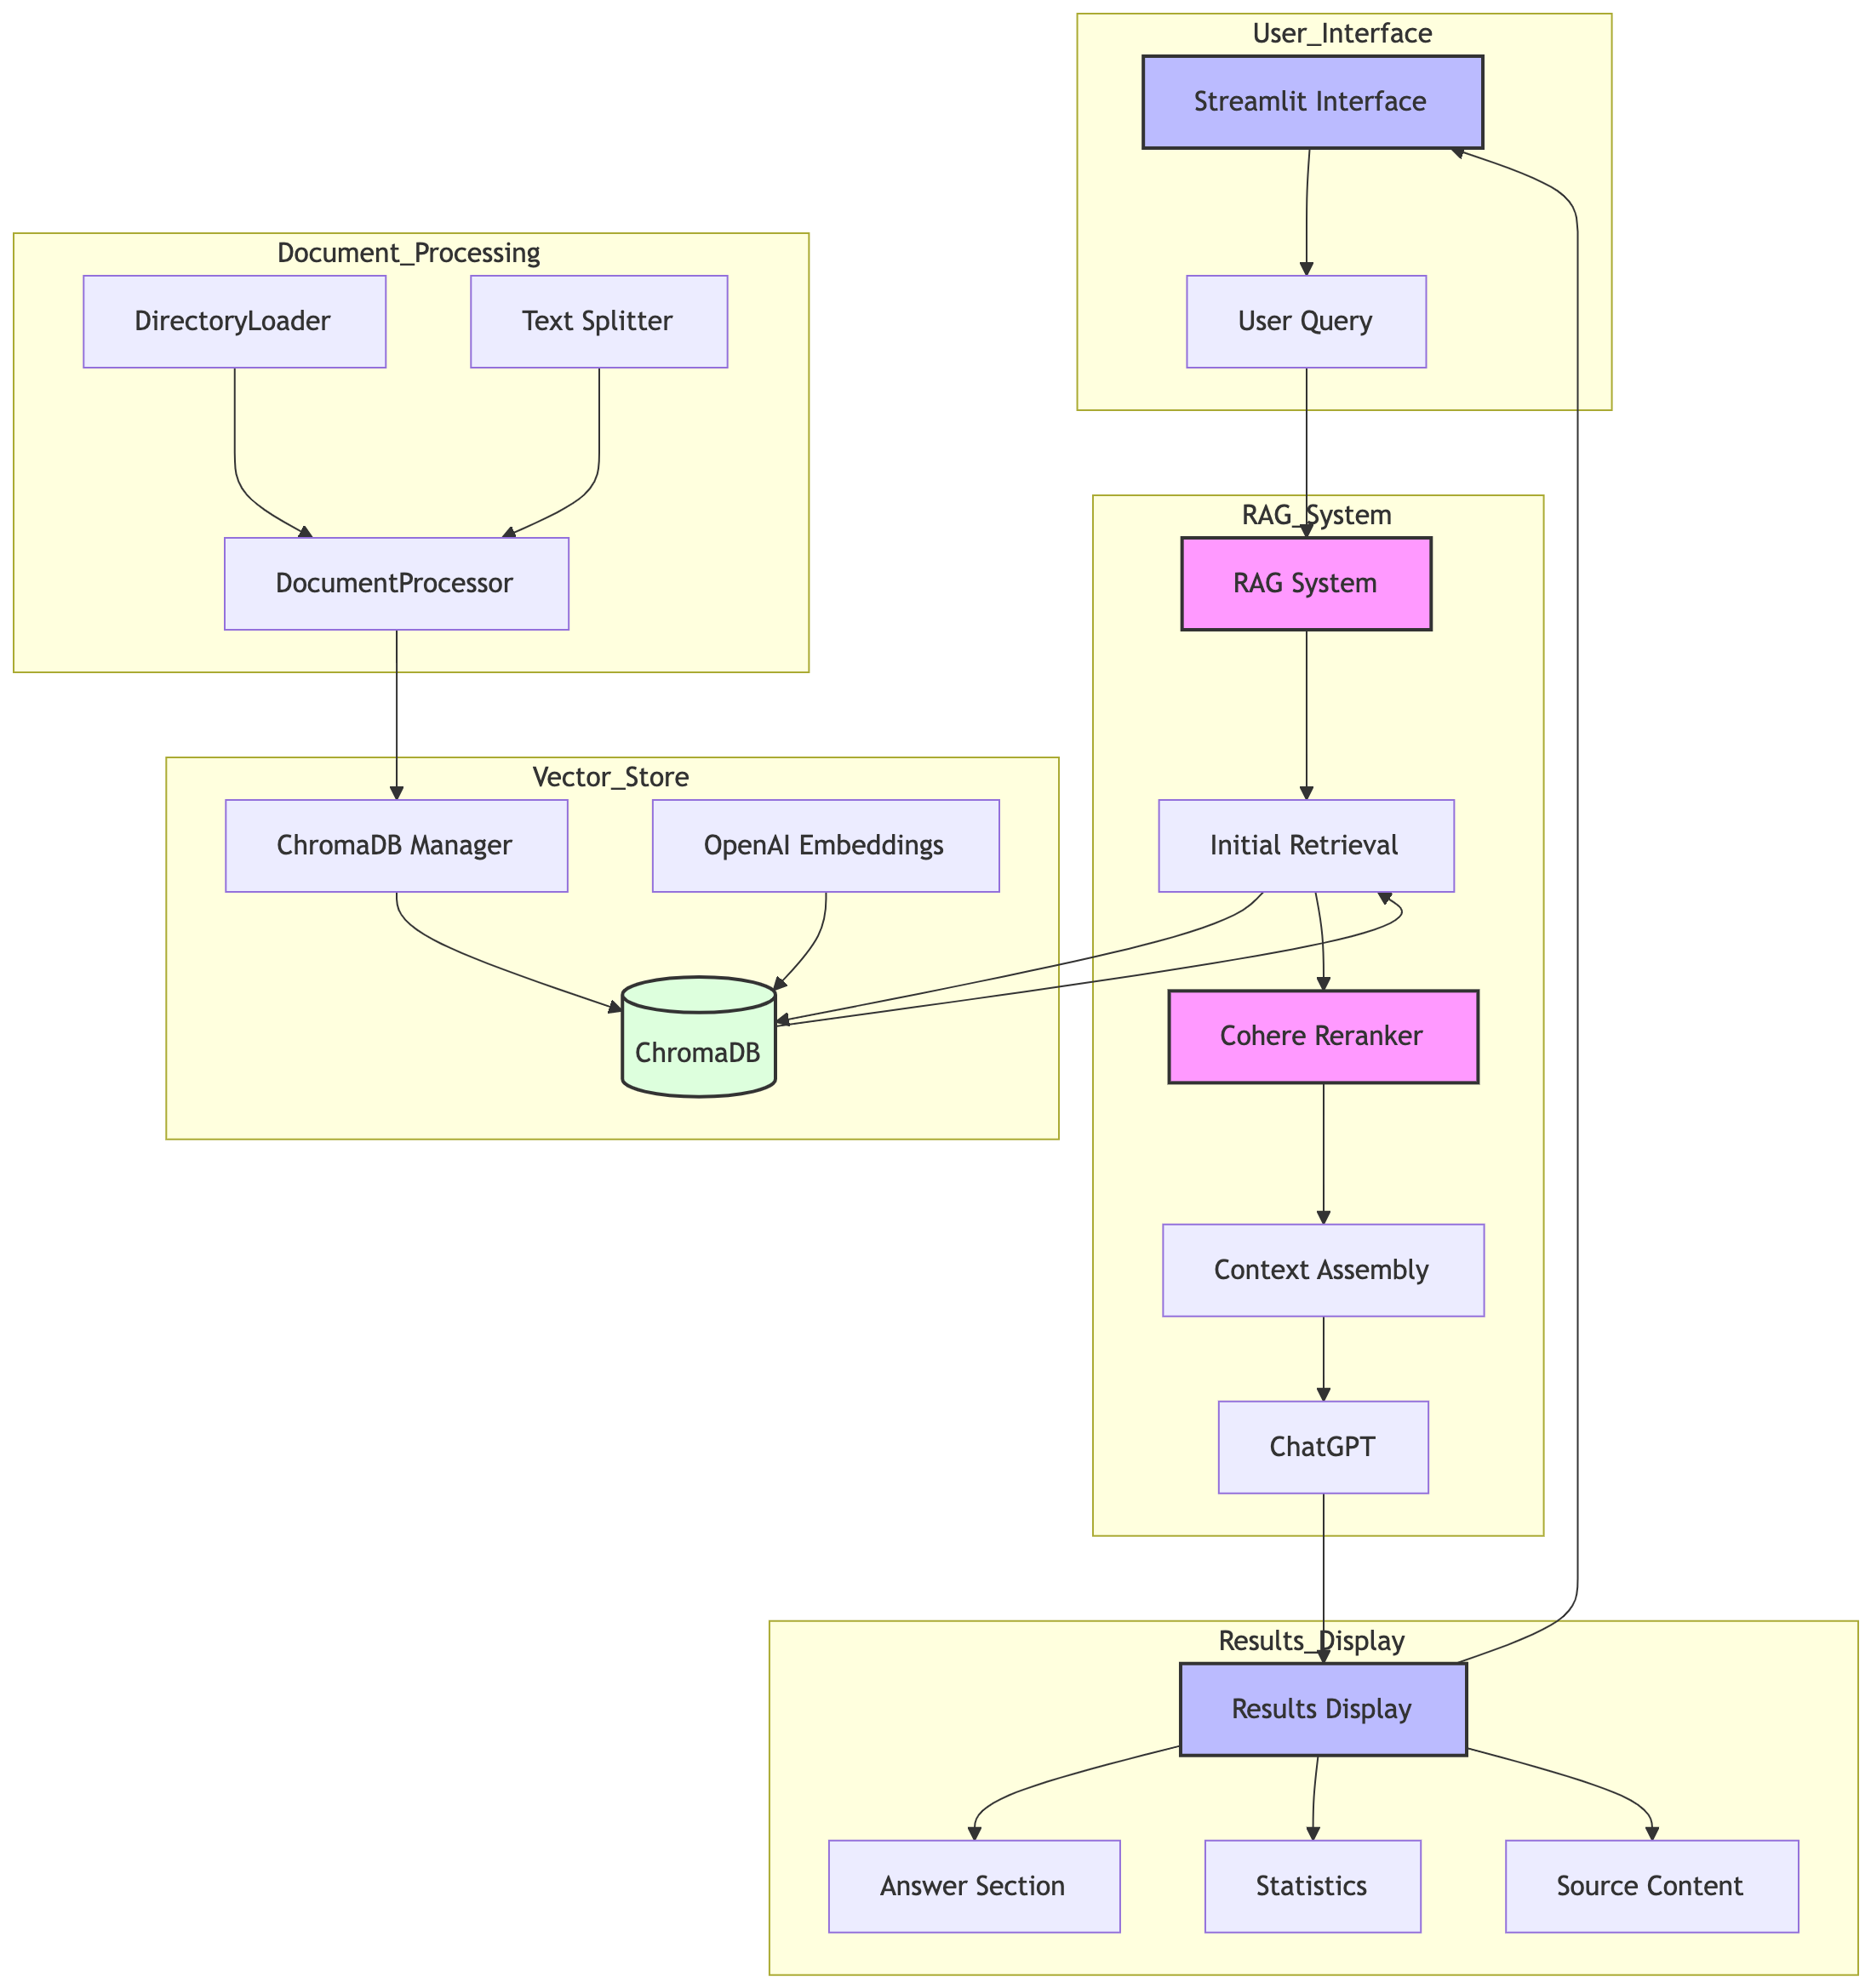 User_Interface
Streamlit Interface
User Query
Document_Processing
DirectoryLoader
Text Splitter
DocumentProcessor
RAG_System
RAG System
Vector_Store
ChromaDB Manager
OpenAI Embeddings
Initial Retrieval
ChromaDB
Cohere Reranker
Context Assembly
ChatGPT
Results_Display
Results Display
Answer Section
Statistics
Source Content